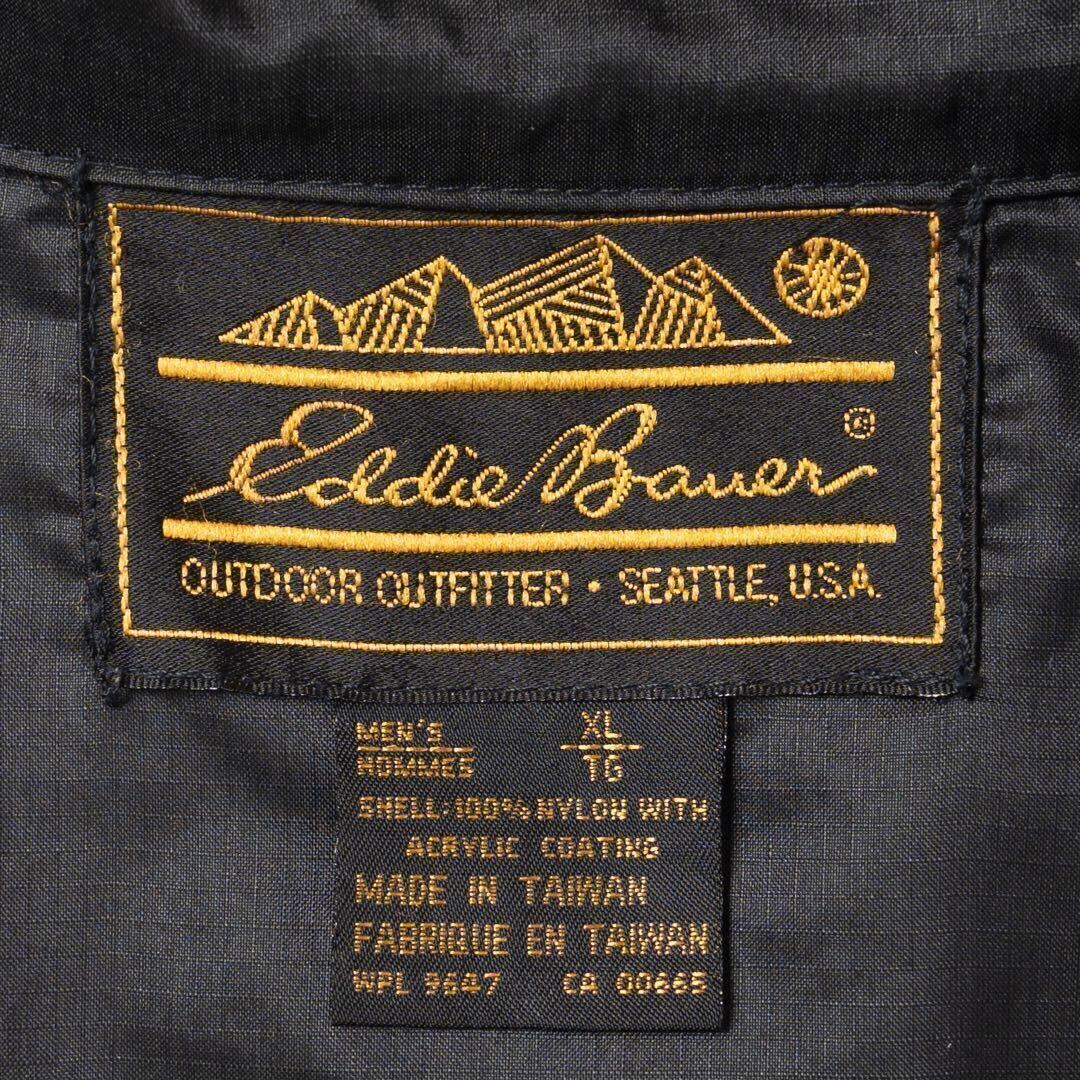 Eddie Bauer ®
OUTDOOR OUTFITTER • SEATTLE, U.S.A.
MEN'S XL
HOMMES TG
SHELL: 100% NYLON WITH
ACRYLIC COATING
MADE IN TAIWAN
FABRIQUE EN TAIWAN
WPL 9647 CA 00665